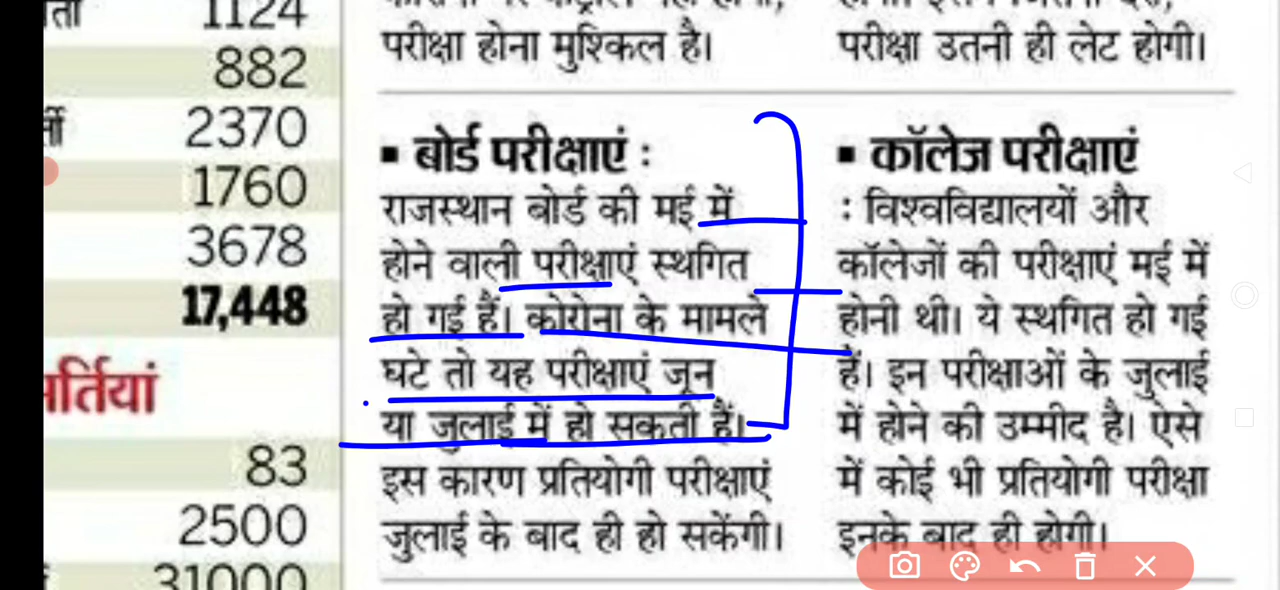 1124
882
2370
1760
3678
17,448
83
2500
31000
परीक्षा होना मुश्किल है।
▪ बोर्ड परीक्षाएं :
राजस्थान बोर्ड की मई में
होने वाली परीक्षाएं स्थगित
हो गई हैं। कोरोना के मामले
घटे तो यह परीक्षाएं जून
या जुलाई में हो सकती हैं।
इस कारण प्रतियोगी परीक्षाएं
जुलाई के बाद ही हो सकेंगी।
परीक्षा उतनी ही लेट होगी।
▪ कॉलेज परीक्षाएं
: विश्वविद्यालयों और
कॉलेजों की परीक्षाएं मई में
होनी थी। ये स्थगित हो गई
हैं। इन परीक्षाओं के जुलाई
में होने की उम्मीद है। ऐसे
में कोई भी प्रतियोगी परीक्षा
इनके बाद ही होगी।